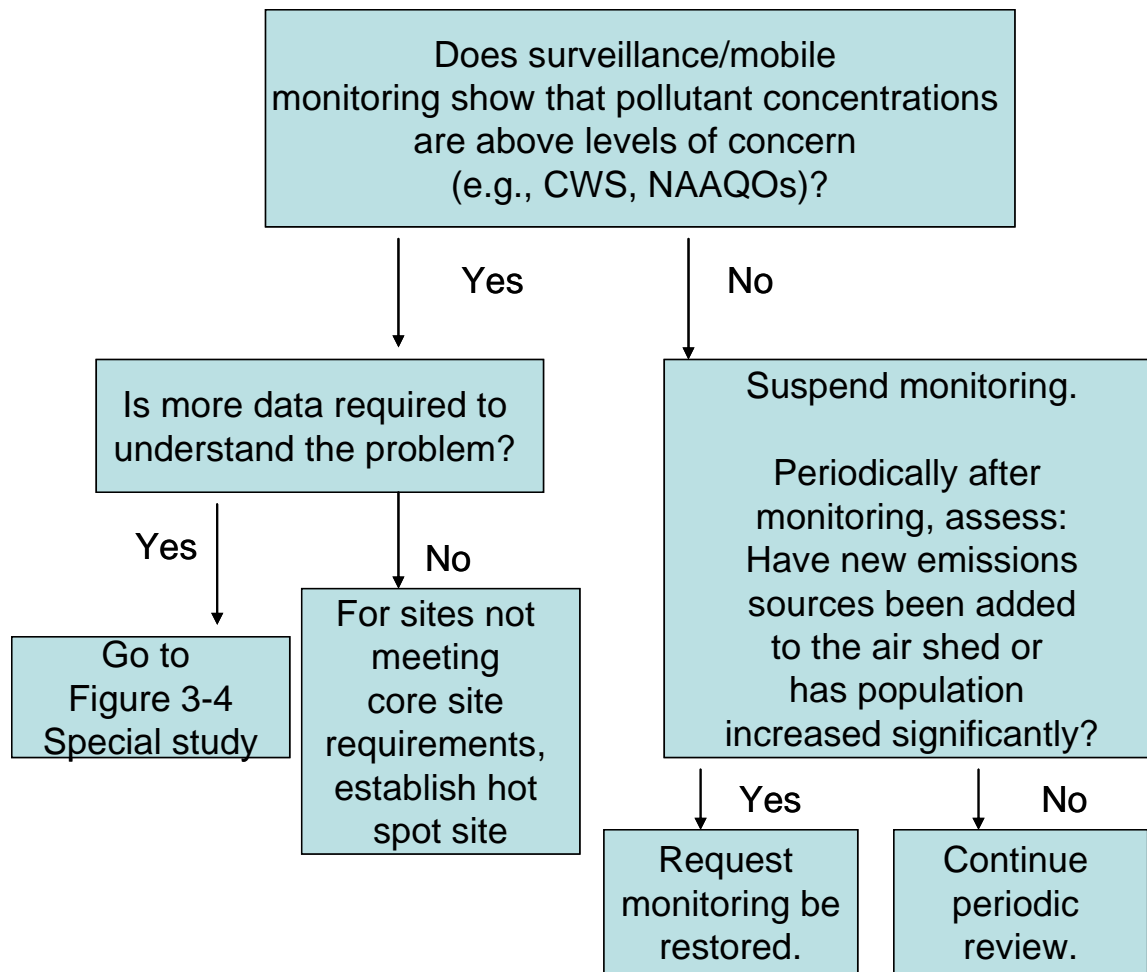 Does surveillance/mobile
monitoring show that pollutant concentrations
are above levels of concern
(e.g., CWS, NAAQOs)?
Yes
No
Is more data required to
understand the problem?
Suspend monitoring.
Periodically after
monitoring, assess:
Have new emissions
sources been added
to the air shed or
has population
increased significantly?
Yes
No
Go to
Figure 3-4
Special study
For sites not
meeting
core site
requirements,
establish hot
spot site
Yes
No
Request
monitoring be
restored.
Continue
periodic
review.